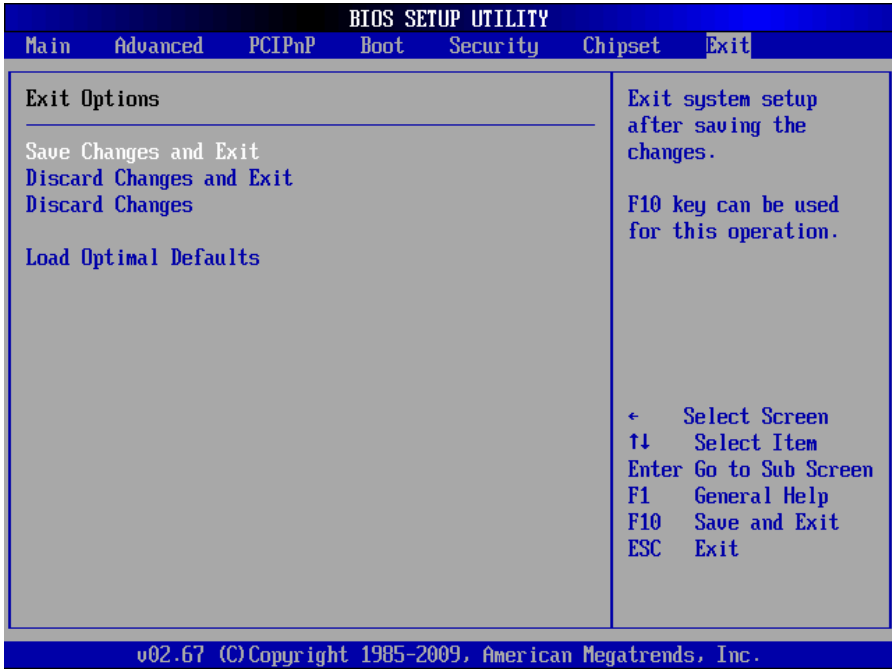 BIOS SETUP UTILITY
Main Advanced PCIPnP Boot Security Chipset Exit
Exit Options
Save Changes and Exit
Discard Changes and Exit
Discard Changes
Load Optimal Defaults
Exit system setup
after saving the
changes.
F10 key can be used
for this operation.
← Select Screen
↑↓ Select Item
Enter Go to Sub Screen
F1 General Help
F10 Save and Exit
ESC Exit
v02.67 (C)Copyright 1985-2009, American Megatrends, Inc.